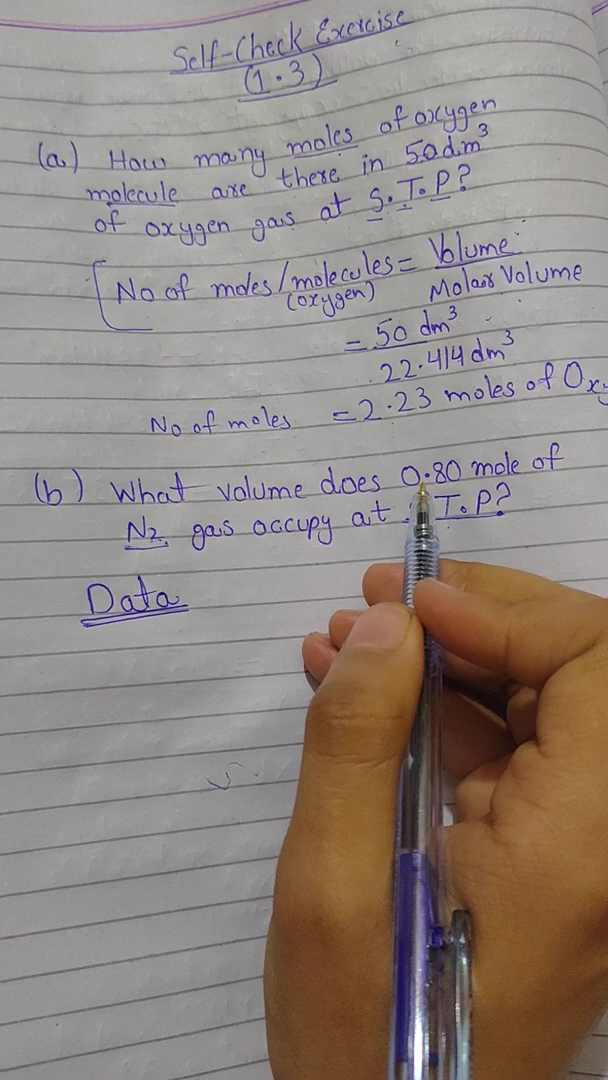 Self-Check Exercise
(1.3)
(a) How many moles of oxygen
molecule are there in 50dm³
of oxygen gas at S.T.P?
No of moles/molecules = Volume
(oxygen) Molar Volume
= 50 dm³
22.414dm³
No of moles = 2.23 moles of Oxy
(b) What volume does 0.80 mole of
N₂ gas occupy at T.P?
Data